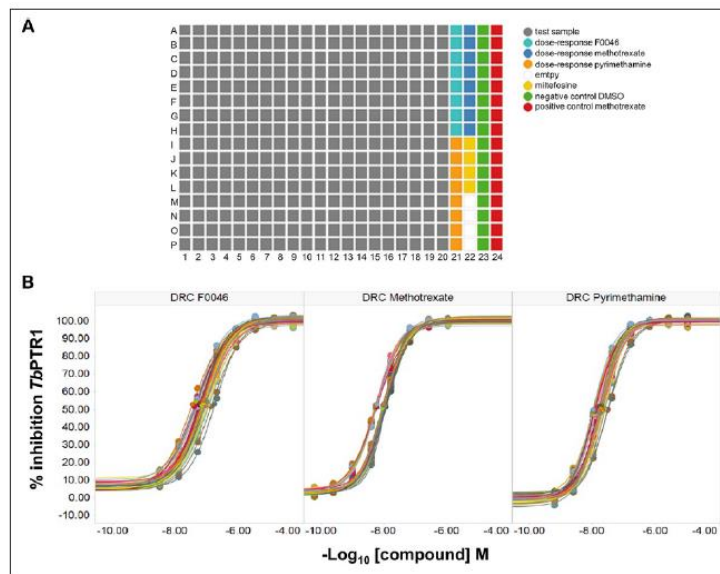 A
A
B
C
D
E
F
G
H
I
J
K
L
M
N
O
P
1 2 3 4 5 6 7 8 9 10 11 12 13 14 15 16 17 18 19 20 21 22 23 24
test sample
dose-response F0046
dose-response methotrexate
dose-response pyrimethamine
emtpy
miltefosine
negative control DMSO
positive control methotrexate
B
DRC F0046 DRC Methotrexate DRC Pyrimethamine
% inhibition TbPTR1
100.00
90.00
80.00
70.00
60.00
50.00
40.00
30.00
20.00
10.00
0.00
-10.00
-10.00 -8.00 -6.00 -4.00 -10.00 -8.00 -6.00 -4.00 -10.00 -8.00 -6.00 -4.00
-Log10 [compound] M